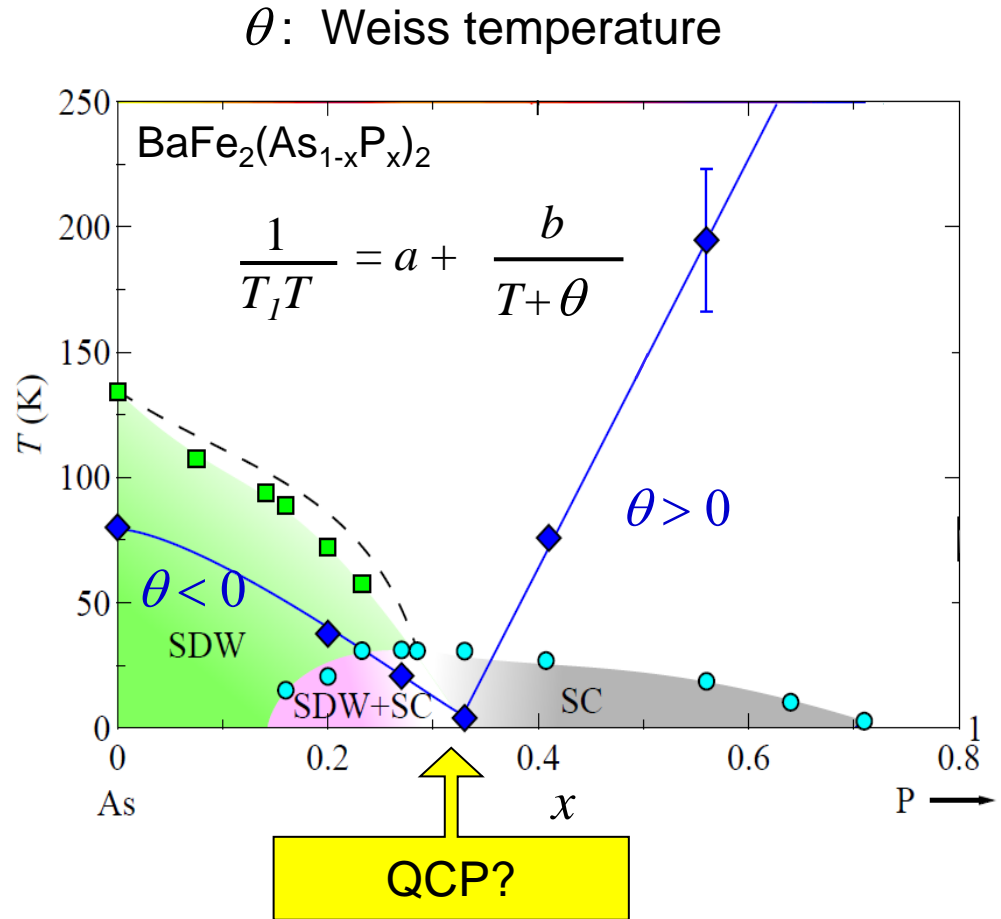 θ : Weiss temperature
BaFe₂(As₁₋ₓPₓ)₂
1/T₁T = a + b/T+θ
T (K)
250
200
150
100
50
0
θ > 0
θ < 0
SDW
SDW+SC
SC
1
0 0.2 0.4 0.6 0.8
As x P
QCP?